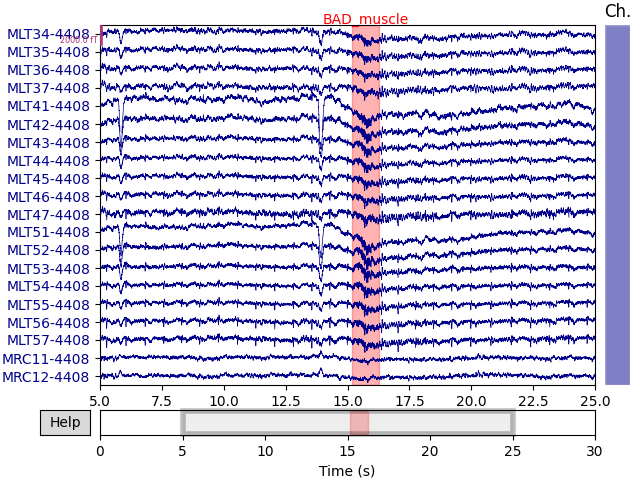 BAD_muscle
Ch.
MLT34-4408
2000.0 fT
MLT35-4408
MLT36-4408
MLT37-4408
MLT41-4408
MLT42-4408
MLT43-4408
MLT44-4408
MLT45-4408
MLT46-4408
MLT47-4408
MLT51-4408
MLT52-4408
MLT53-4408
MLT54-4408
MLT55-4408
MLT56-4408
MLT57-4408
MRC11-4408
MRC12-4408
5.0 7.5 10.0 12.5 15.0 17.5 20.0 22.5 25.0
Help
0 5 10 15 20 25 30
Time (s)